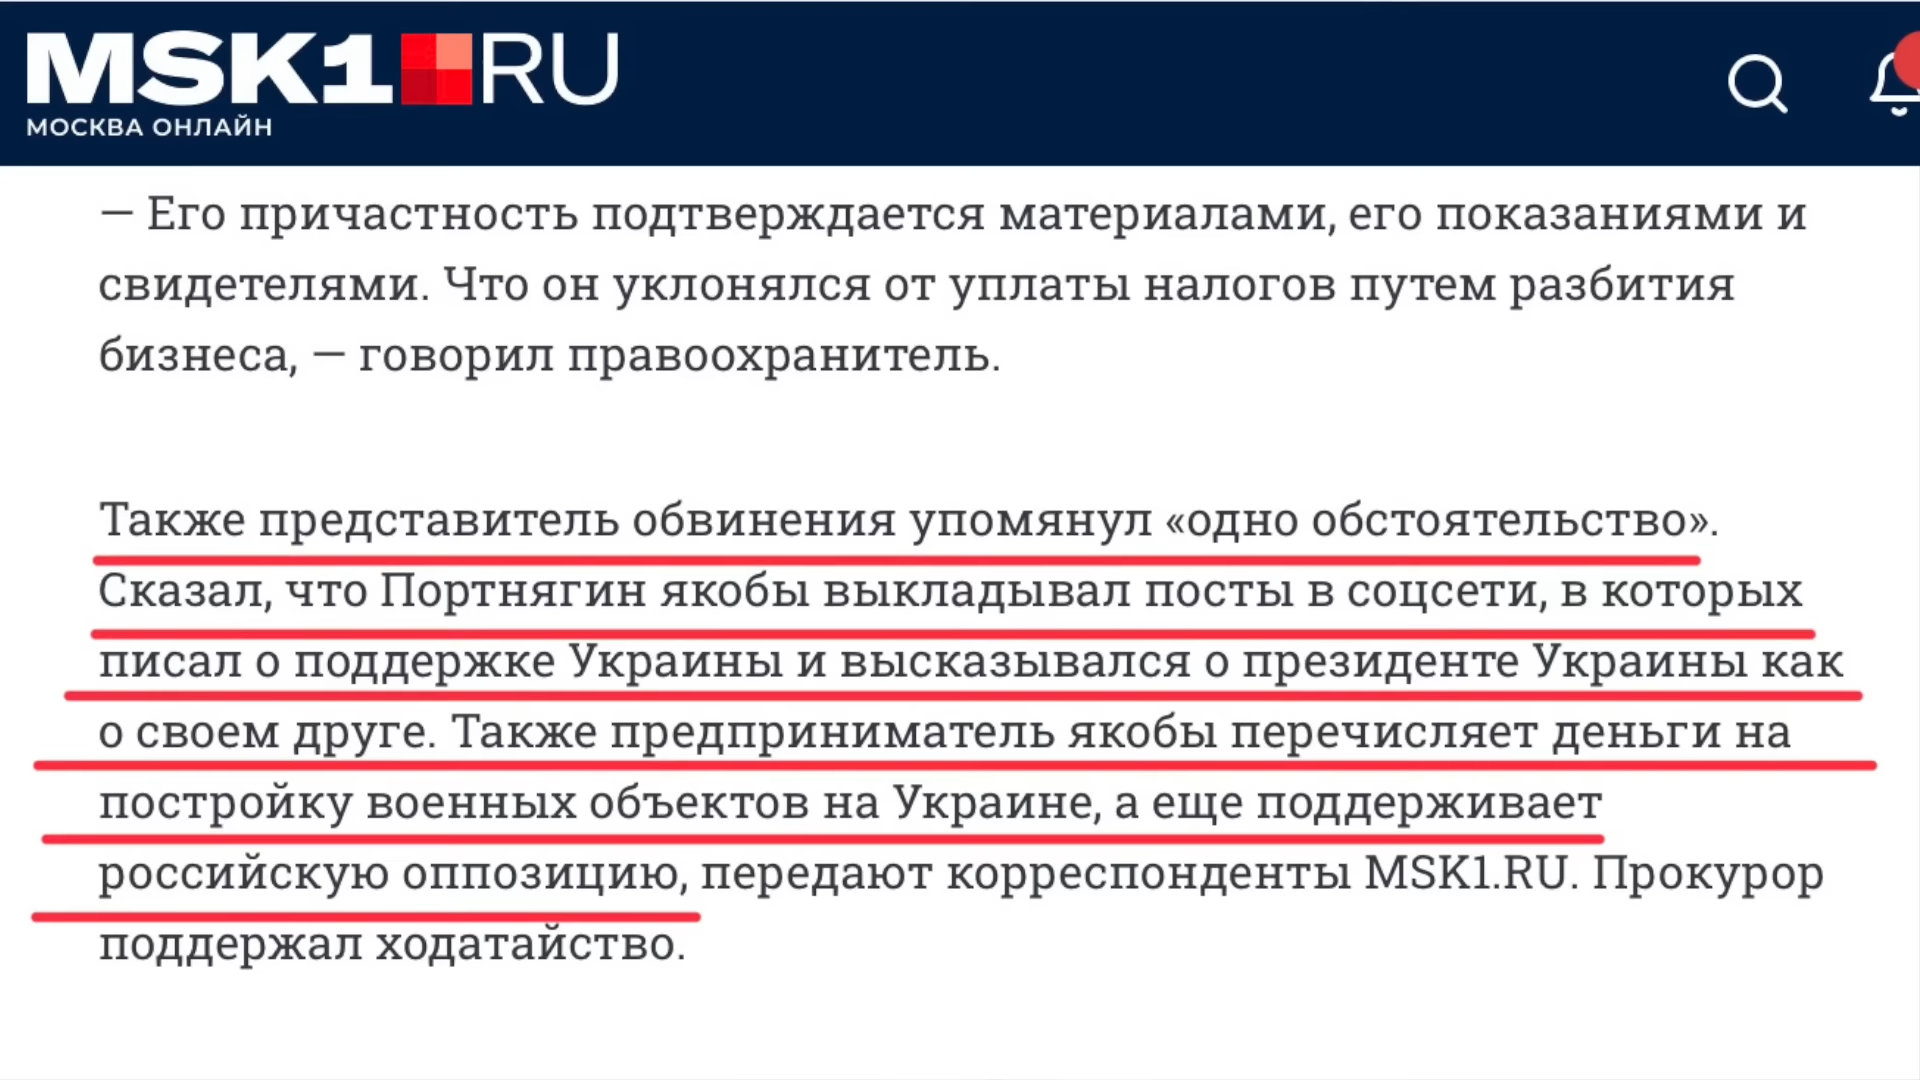 MSK1.RU
МОСКВА ОНЛАЙН
— Его причастность подтверждается материалами, его показаниями и
свидетелями. Что он уклонялся от уплаты налогов путем разбития
бизнеса, — говорил правоохранитель.
Также представитель обвинения упомянул «одно обстоятельство».
Сказал, что Портнягин якобы выкладывал посты в соцсети, в которых
писал о поддержке Украины и высказывался о президенте Украины как
о своем друге. Также предприниматель якобы перечисляет деньги на
постройку военных объектов на Украине, а еще поддерживает
российскую оппозицию, передают корреспонденты MSK1.RU. Прокурор
поддержал ходатайство.